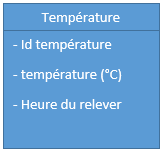 Température
- Id température
- température (°C)
- Heure du relever